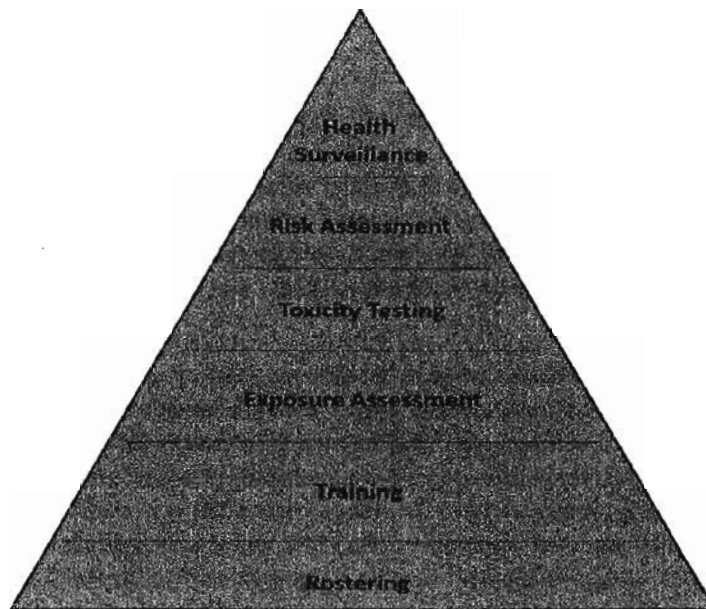 Health
Surveillance
Risk Assessment
Toxicity Testing
Exposure Assessment
Training
Rostering